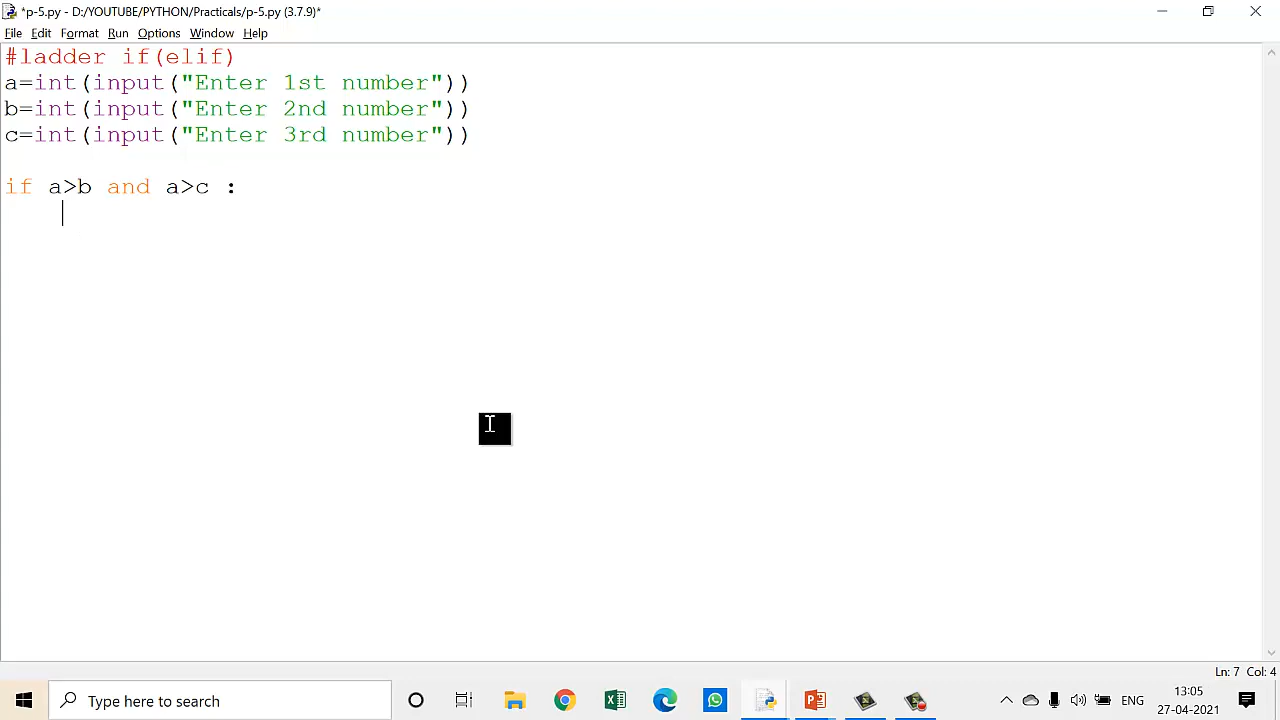 *p-5.py - D:/YOUTUBE/PYTHON/Practicals/p-5.py (3.7.9)*
File Edit Format Run Options Window Help
#ladder if(elif)
a=int(input("Enter 1st number"))
b=int(input("Enter 2nd number"))
c=int(input("Enter 3rd number"))
if a>b and a>c :
Ln: 7 Col: 4
Type here to search
ENG
13:05
27-04-2021